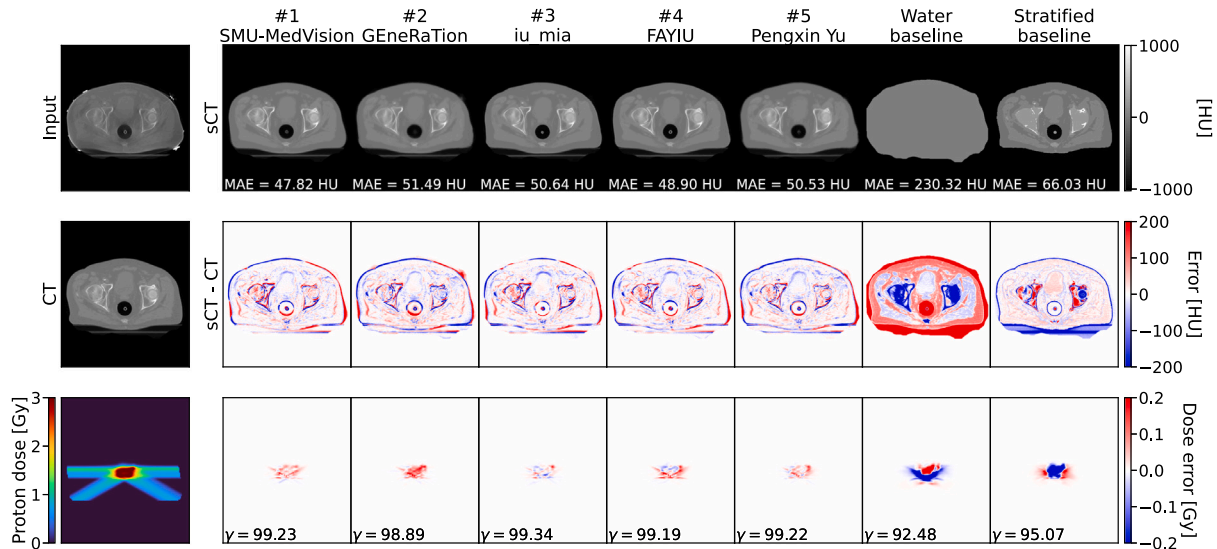 #1
SMU-MedVision
#2
GEneRaTion
#3
iu_mia
#4
FAYIU
#5
Pengxin Yu
Water
baseline
Stratified
baseline
Input
sCT
MAE = 47.82 HU
MAE = 51.49 HU
MAE = 50.64 HU
MAE = 48.90 HU
MAE = 50.53 HU
MAE = 230.32 HU
MAE = 66.03 HU
1000
0
−1000
[HU]
CT
sCT - CT
200
100
0
−100
−200
Error [HU]
Proton dose [Gy]
3
2
1
0
γ = 99.23
γ = 98.89
γ = 99.34
γ = 99.19
γ = 99.22
γ = 92.48
γ = 95.07
0.2
0.1
0.0
−0.1
−0.2
Dose error [Gy]